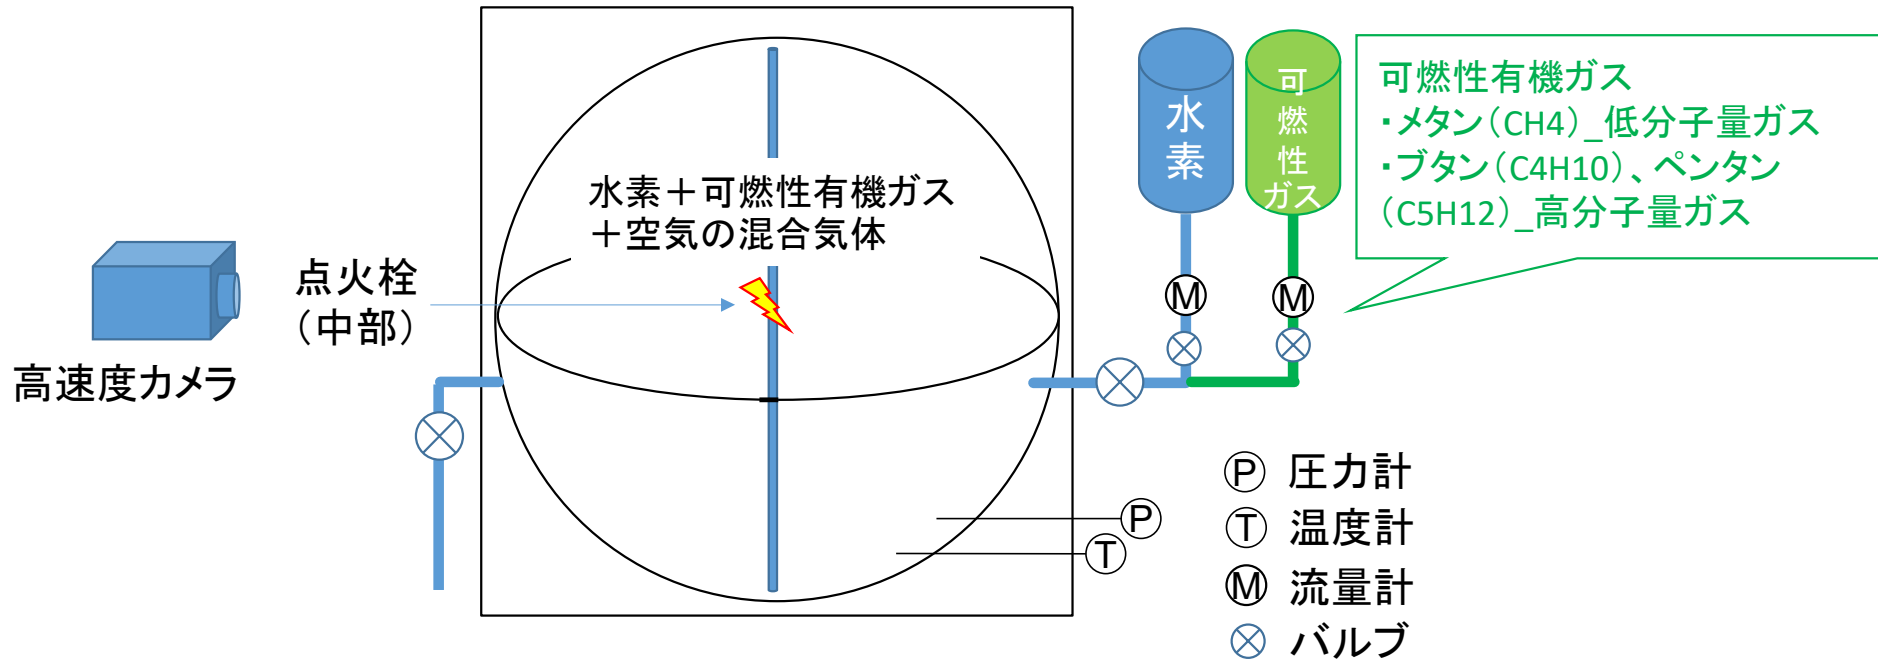 水素
可燃性ガス
可燃性有機ガス
・メタン(CH4)_低分子量ガス
・ブタン(C4H10)、ペンタン
(C5H12)_高分子量ガス
水素+可燃性有機ガス
+空気の混合気体
点火栓
(中部)
高速度カメラ
M
M
P
T
P 圧力計
T 温度計
M 流量計
バルブ